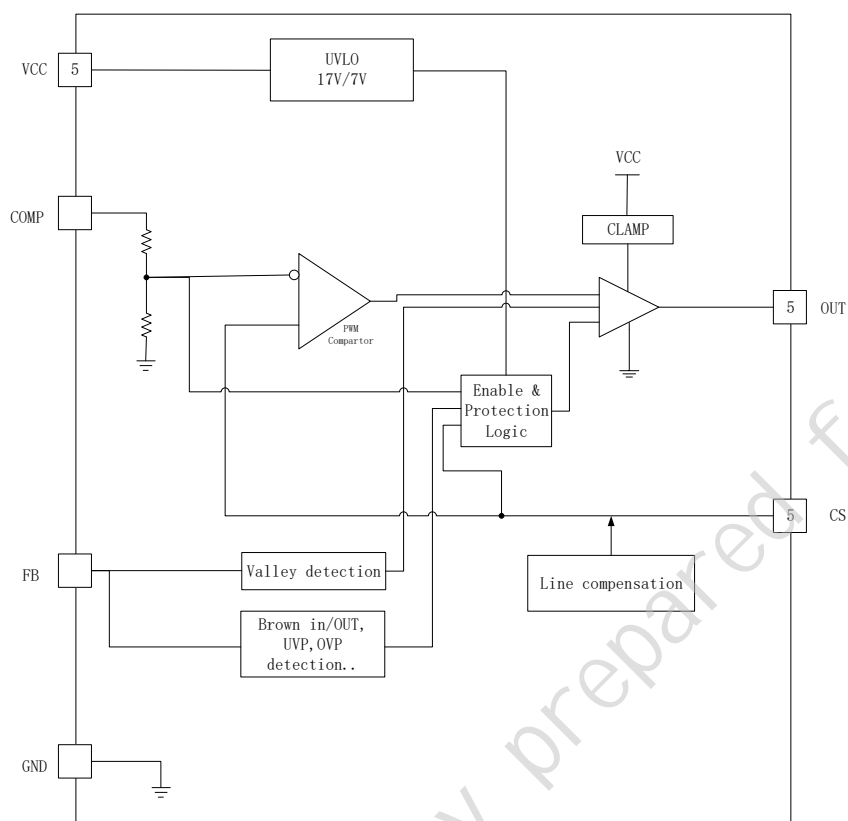 VCC
5
UVLO
17V/7V
VCC
COMP
CLAMP
PWM
Compartor
5
OUT
Enable &
Protection
Logic
5
CS
FB
Valley detection
Line compensation
Brown in/OUT,
UVP,OVP
detection..
GND
prepared